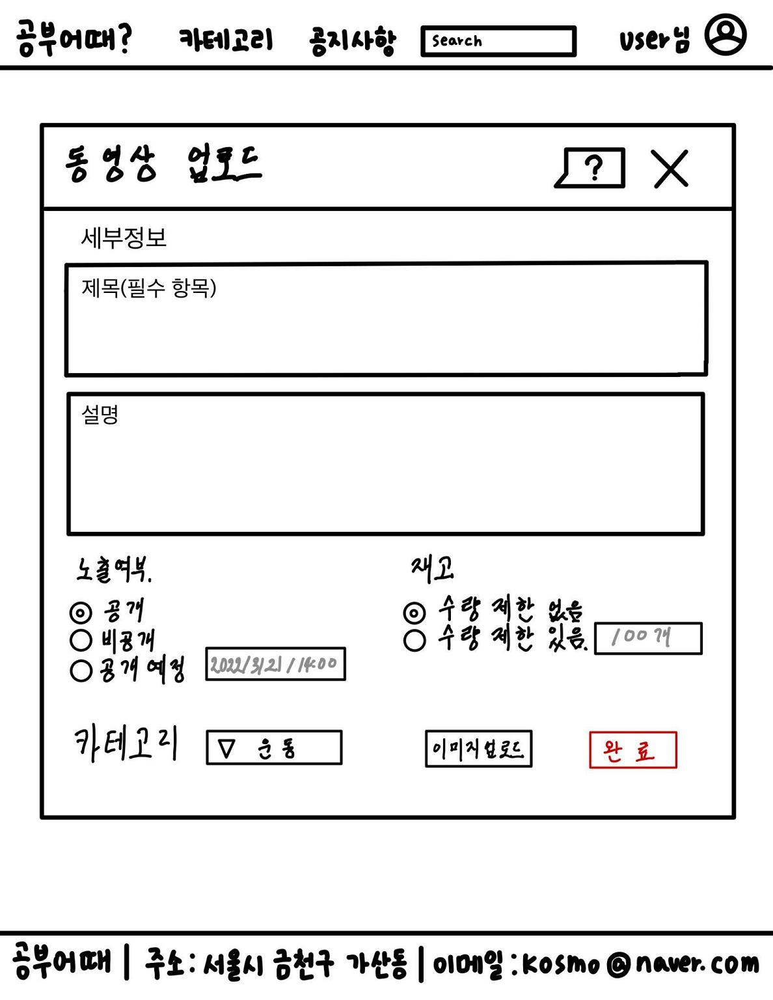 공부어때? 카테고리 공지사항 Search user님
동영상 업로드 ?
세부정보
제목(필수 항목)
설명
노출여부. 재고
공개 수량 제한 없음
비공개 수량 제한 있음. 100개
공개 예정 2022/3/21/14:00
카테고리 ▽ 운동 이미지업로드 완료
공부어때 | 주소:서울시 금천구 가산동 | 이메일:kosmo@naver.com